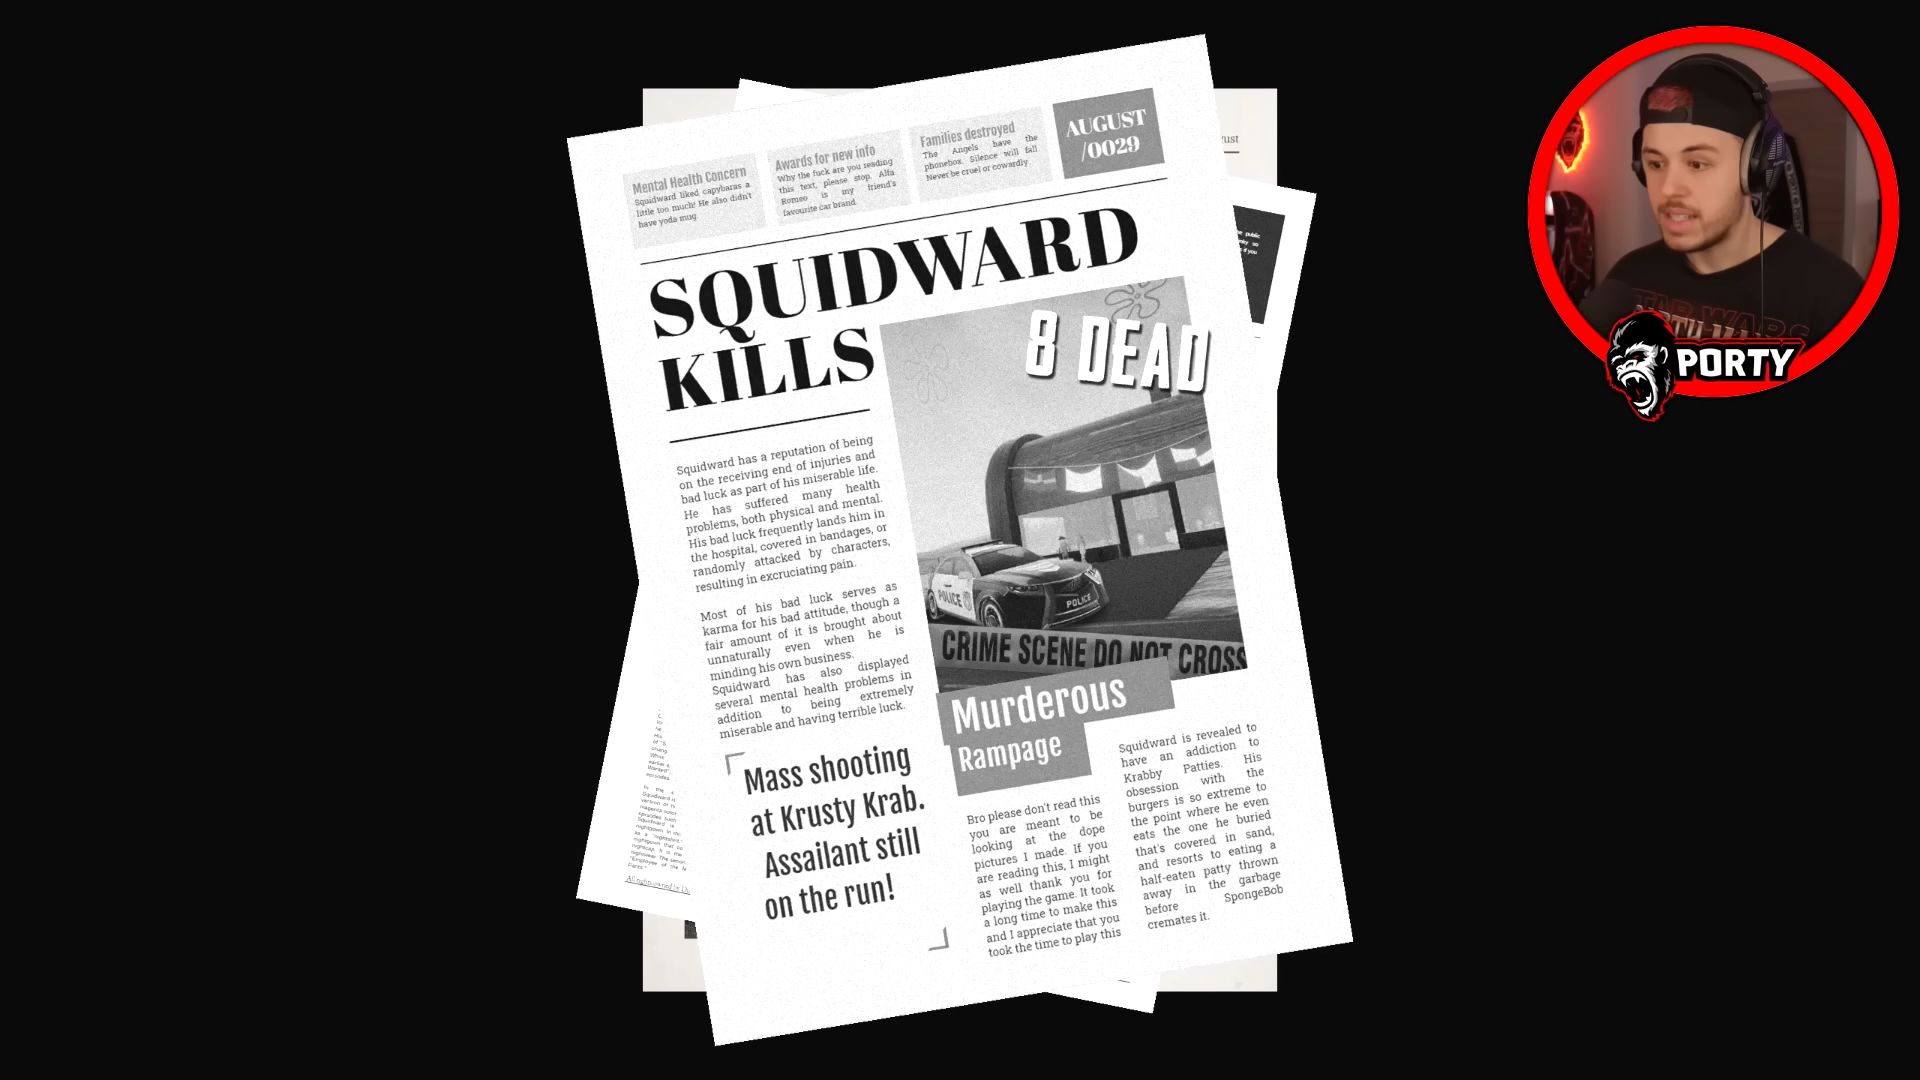 Mental Health Concern
Squidward liked capybaras a
little too much! He also didn't
have yoda mug.
Awards for new info
Why the fuck are you reading
this text, please stop. Alfa
Romeo is my friend's
favourite car brand.
Families destroyed
The Angels have the
phonebox. Silence will fall
Never be cruel or cowardly
AUGUST
/0029
SQUIDWARD
KILLS
8 DEAD
Squidward has a reputation of being
on the receiving end of injuries and
bad luck as part of his miserable life.
He has suffered many health
problems, both physical and mental.
His bad luck frequently lands him in
the hospital, covered in bandages, or
randomly attacked by characters,
resulting in excruciating pain.
Most of his bad luck serves as
karma for his bad attitude, though a
fair amount of it is brought about
unnaturally even when he is
minding his own business.
Squidward has also displayed
several mental health problems in
addition to being extremely
miserable and having terrible luck.
POLICE
POLICE
CRIME SCENE DO NOT CROSS
Mass shooting
at Krusty Krab.
Assailant still
on the run!
Murderous
Rampage
Bro please don't read this
you are meant to be
looking at the dope
pictures I made. If you
are reading this, I might
as well thank you for
playing the game. It took
a long time to make this
and I appreciate that you
took the time to play this
Squidward is revealed to
have an addiction to
Krabby Patties. His
obsession with the
burgers is so extreme to
the point where he even
eats the one he buried
that's covered in sand,
and resorts to eating a
half-eaten patty thrown
away in the garbage
before SpongeBob
cremates it.
STAR WARS
PORTY